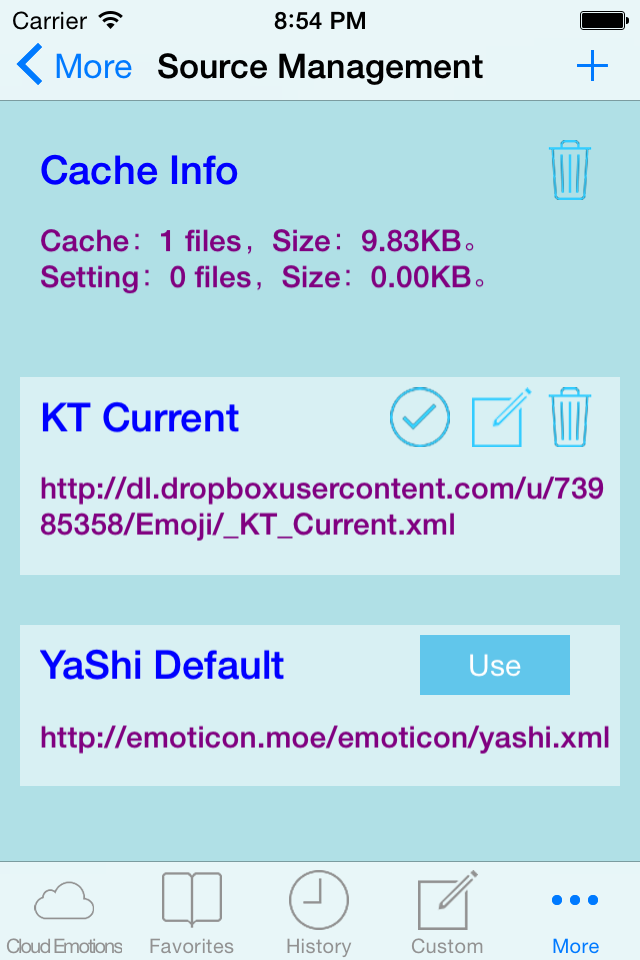 Carrier 8:54 PM
More Source Management +
Cache Info
Cache：1 files，Size：9.83KB。
Setting：0 files，Size：0.00KB。
KT Current
http://dl.dropboxusercontent.com/u/739
85358/Emoji/_KT_Current.xml
YaShi Default Use
http://emoticon.moe/emoticon/yashi.xml
Cloud Emotions Favorites History Custom More